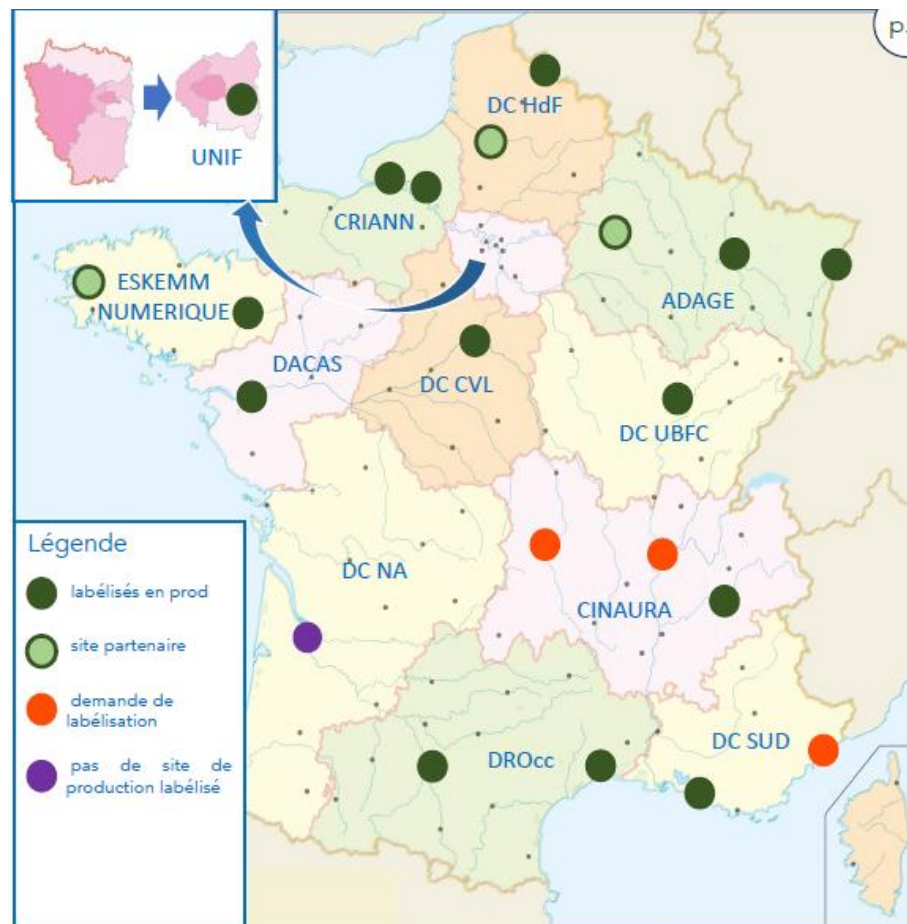 P
UNIF
DC HdF
CRIANN
ESKEMM
NUMERIQUE
ADAGE
DACAS
DC CVL
DC UBFC
DC NA
CINAURA
DC SUD
DROcc
Légende
labélisés en prod
site partenaire
demande de
labélisation
pas de site de
production labélisé